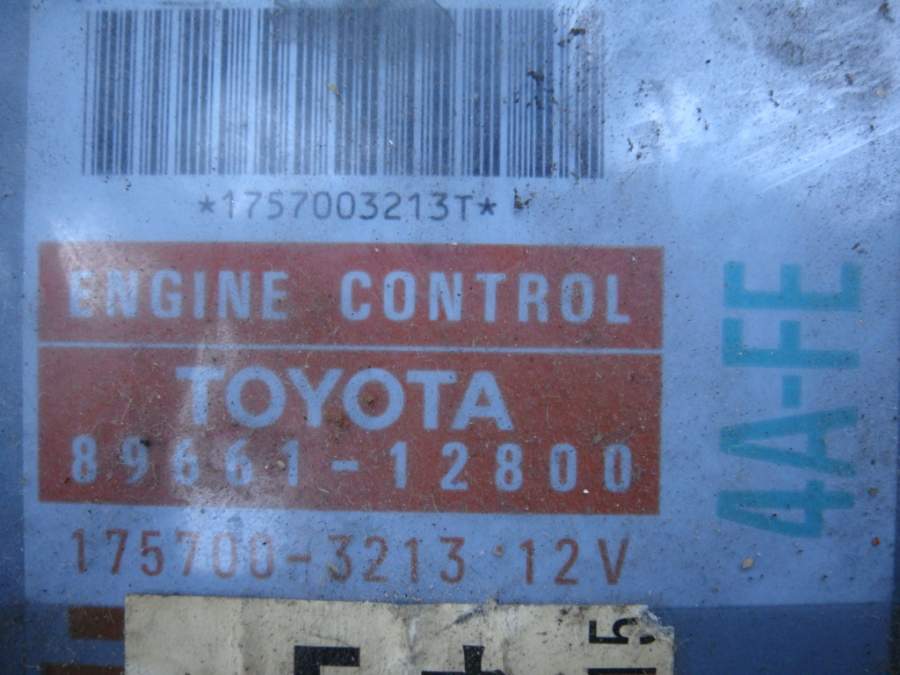 *1757003213T*
ENGINE CONTROL
TOYOTA
89661-12800
175700-3213 12V
4A-FE